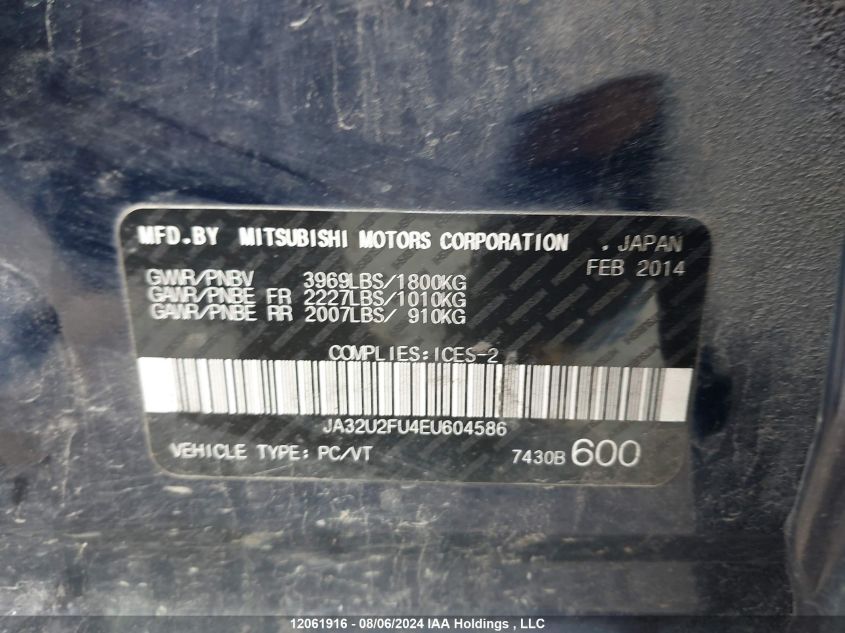 MFD.BY MITSUBISHI MOTORS CORPORATION . JAPAN
FEB 2014
GWR/PNBV 3969LBS/1800KG
GAWR/PNBE FR 2227LBS/1010KG
GAWR/PNBE RR 2007LBS/ 910KG
COMPLIES:ICES-2
JA32U2FU4EU604586
VEHICLE TYPE: PC/VT 7430B 600
12061916 - 08/06/2024 IAA Holdings , LLC